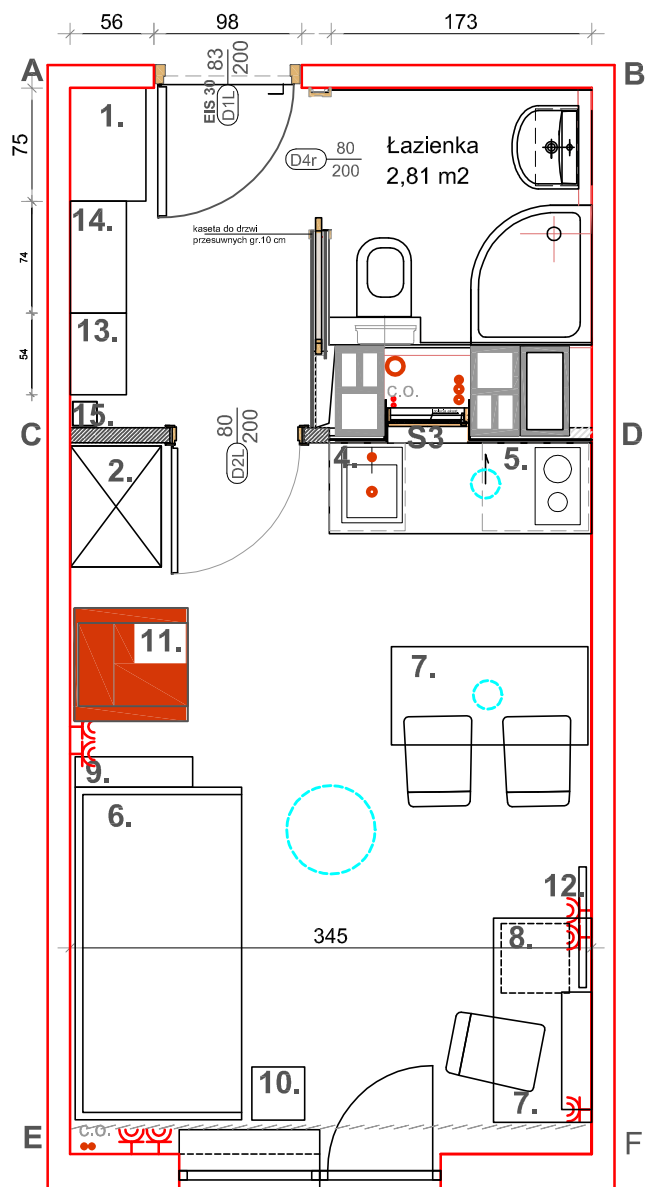 56
98
173
A
83
200
EIS 30
D1L
B
75
1.
D4r
80
200
Łazienka
2,81 m2
14.
kaseta do drzwi
przesuwnych gr.10 cm
74
13.
54
c.o.
15.
C
80
200
D2L
S3
D
2.
4.
5.
11.
7.
9.
6.
12.
345
8.
10.
7.
E
c.o.
F